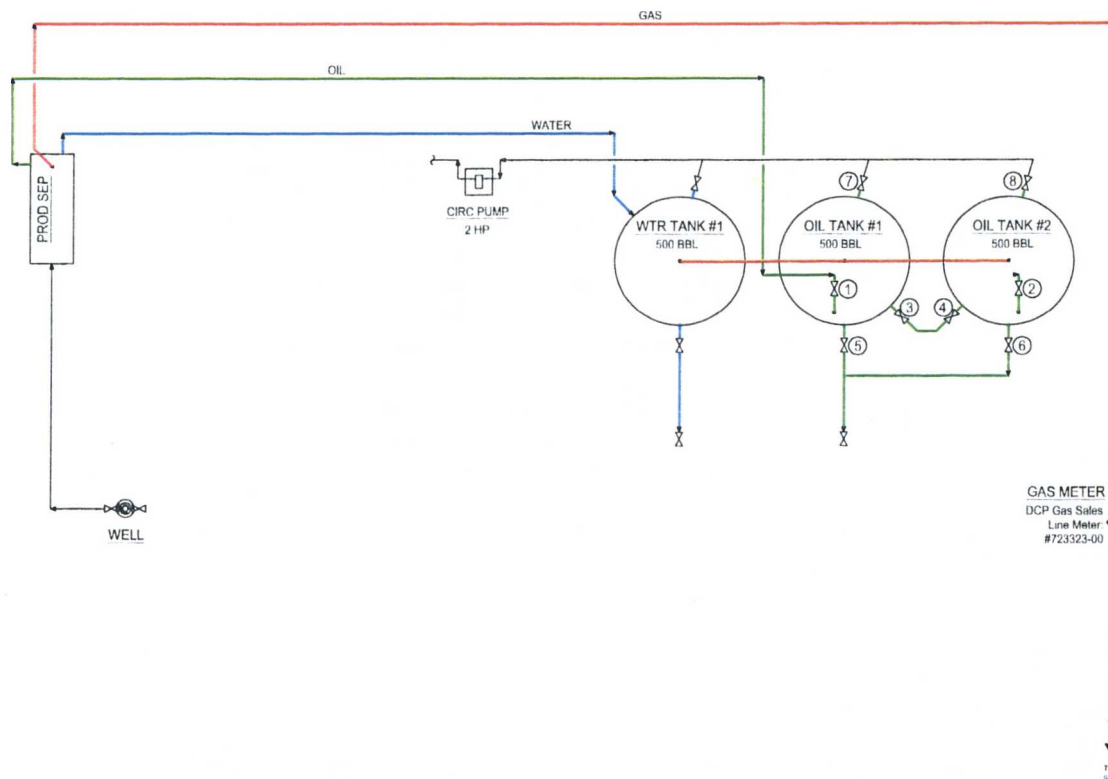 GAS
OIL
WATER
PROD SEP
CIRC PUMP
2 HP
WTR TANK #1
500 BBL
OIL TANK #1
500 BBL
OIL TANK #2
500 BBL
7
8
1
2
3
4
5
6
WELL
GAS METER
DCP Gas Sales
Line Meter:
#723323-00